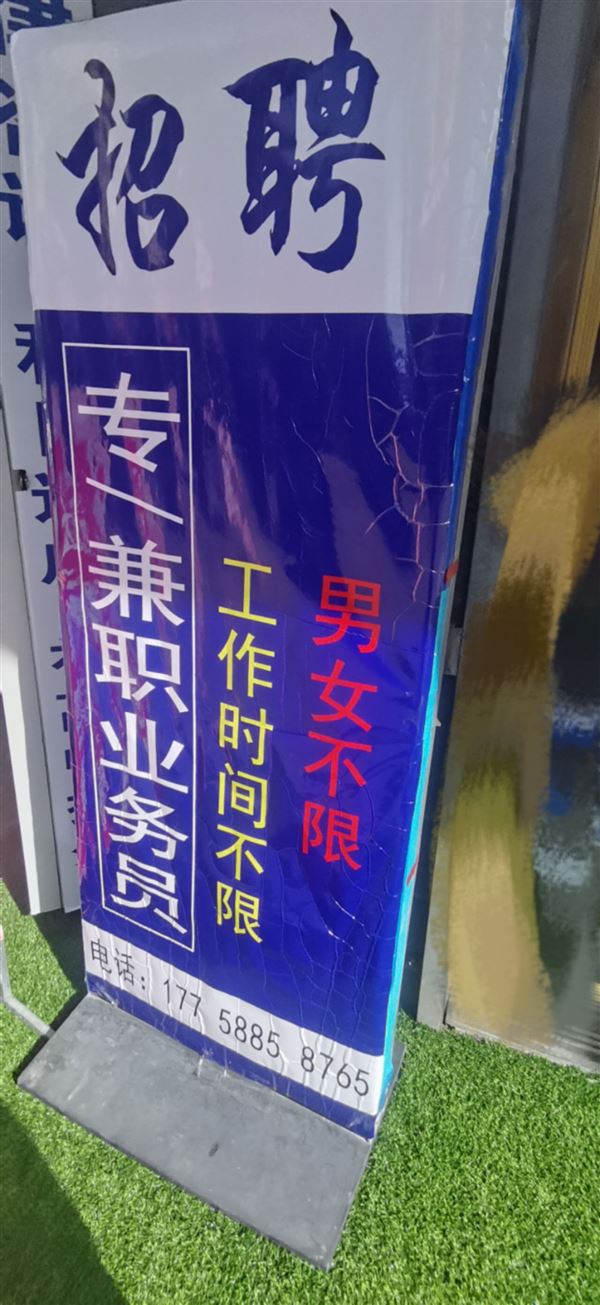 招聘
专/兼职业务员
工作时间不限
男女不限
电话：177 5885 8765